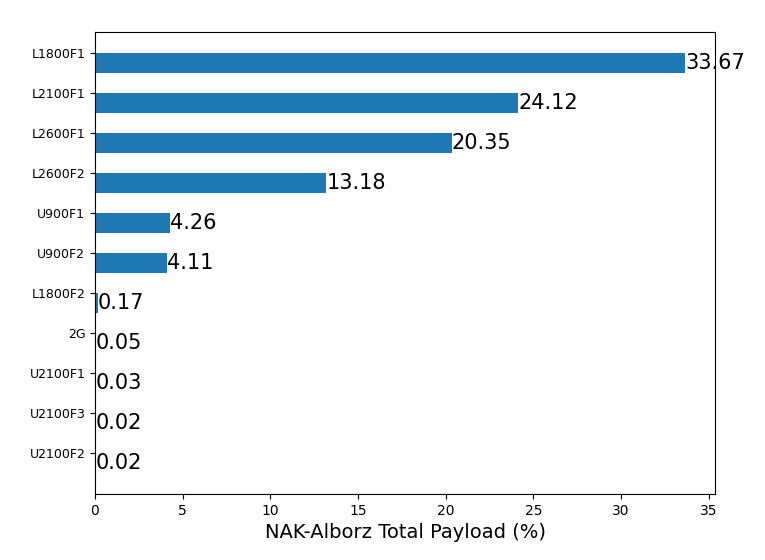 L1800F1 33.67
L2100F1 24.12
L2600F1 20.35
L2600F2 13.18
U900F1 4.26
U900F2 4.11
L1800F2 0.17
2G 0.05
U2100F1 0.03
U2100F3 0.02
U2100F2 0.02
0 5 10 15 20 25 30 35
NAK-Alborz Total Payload (%)